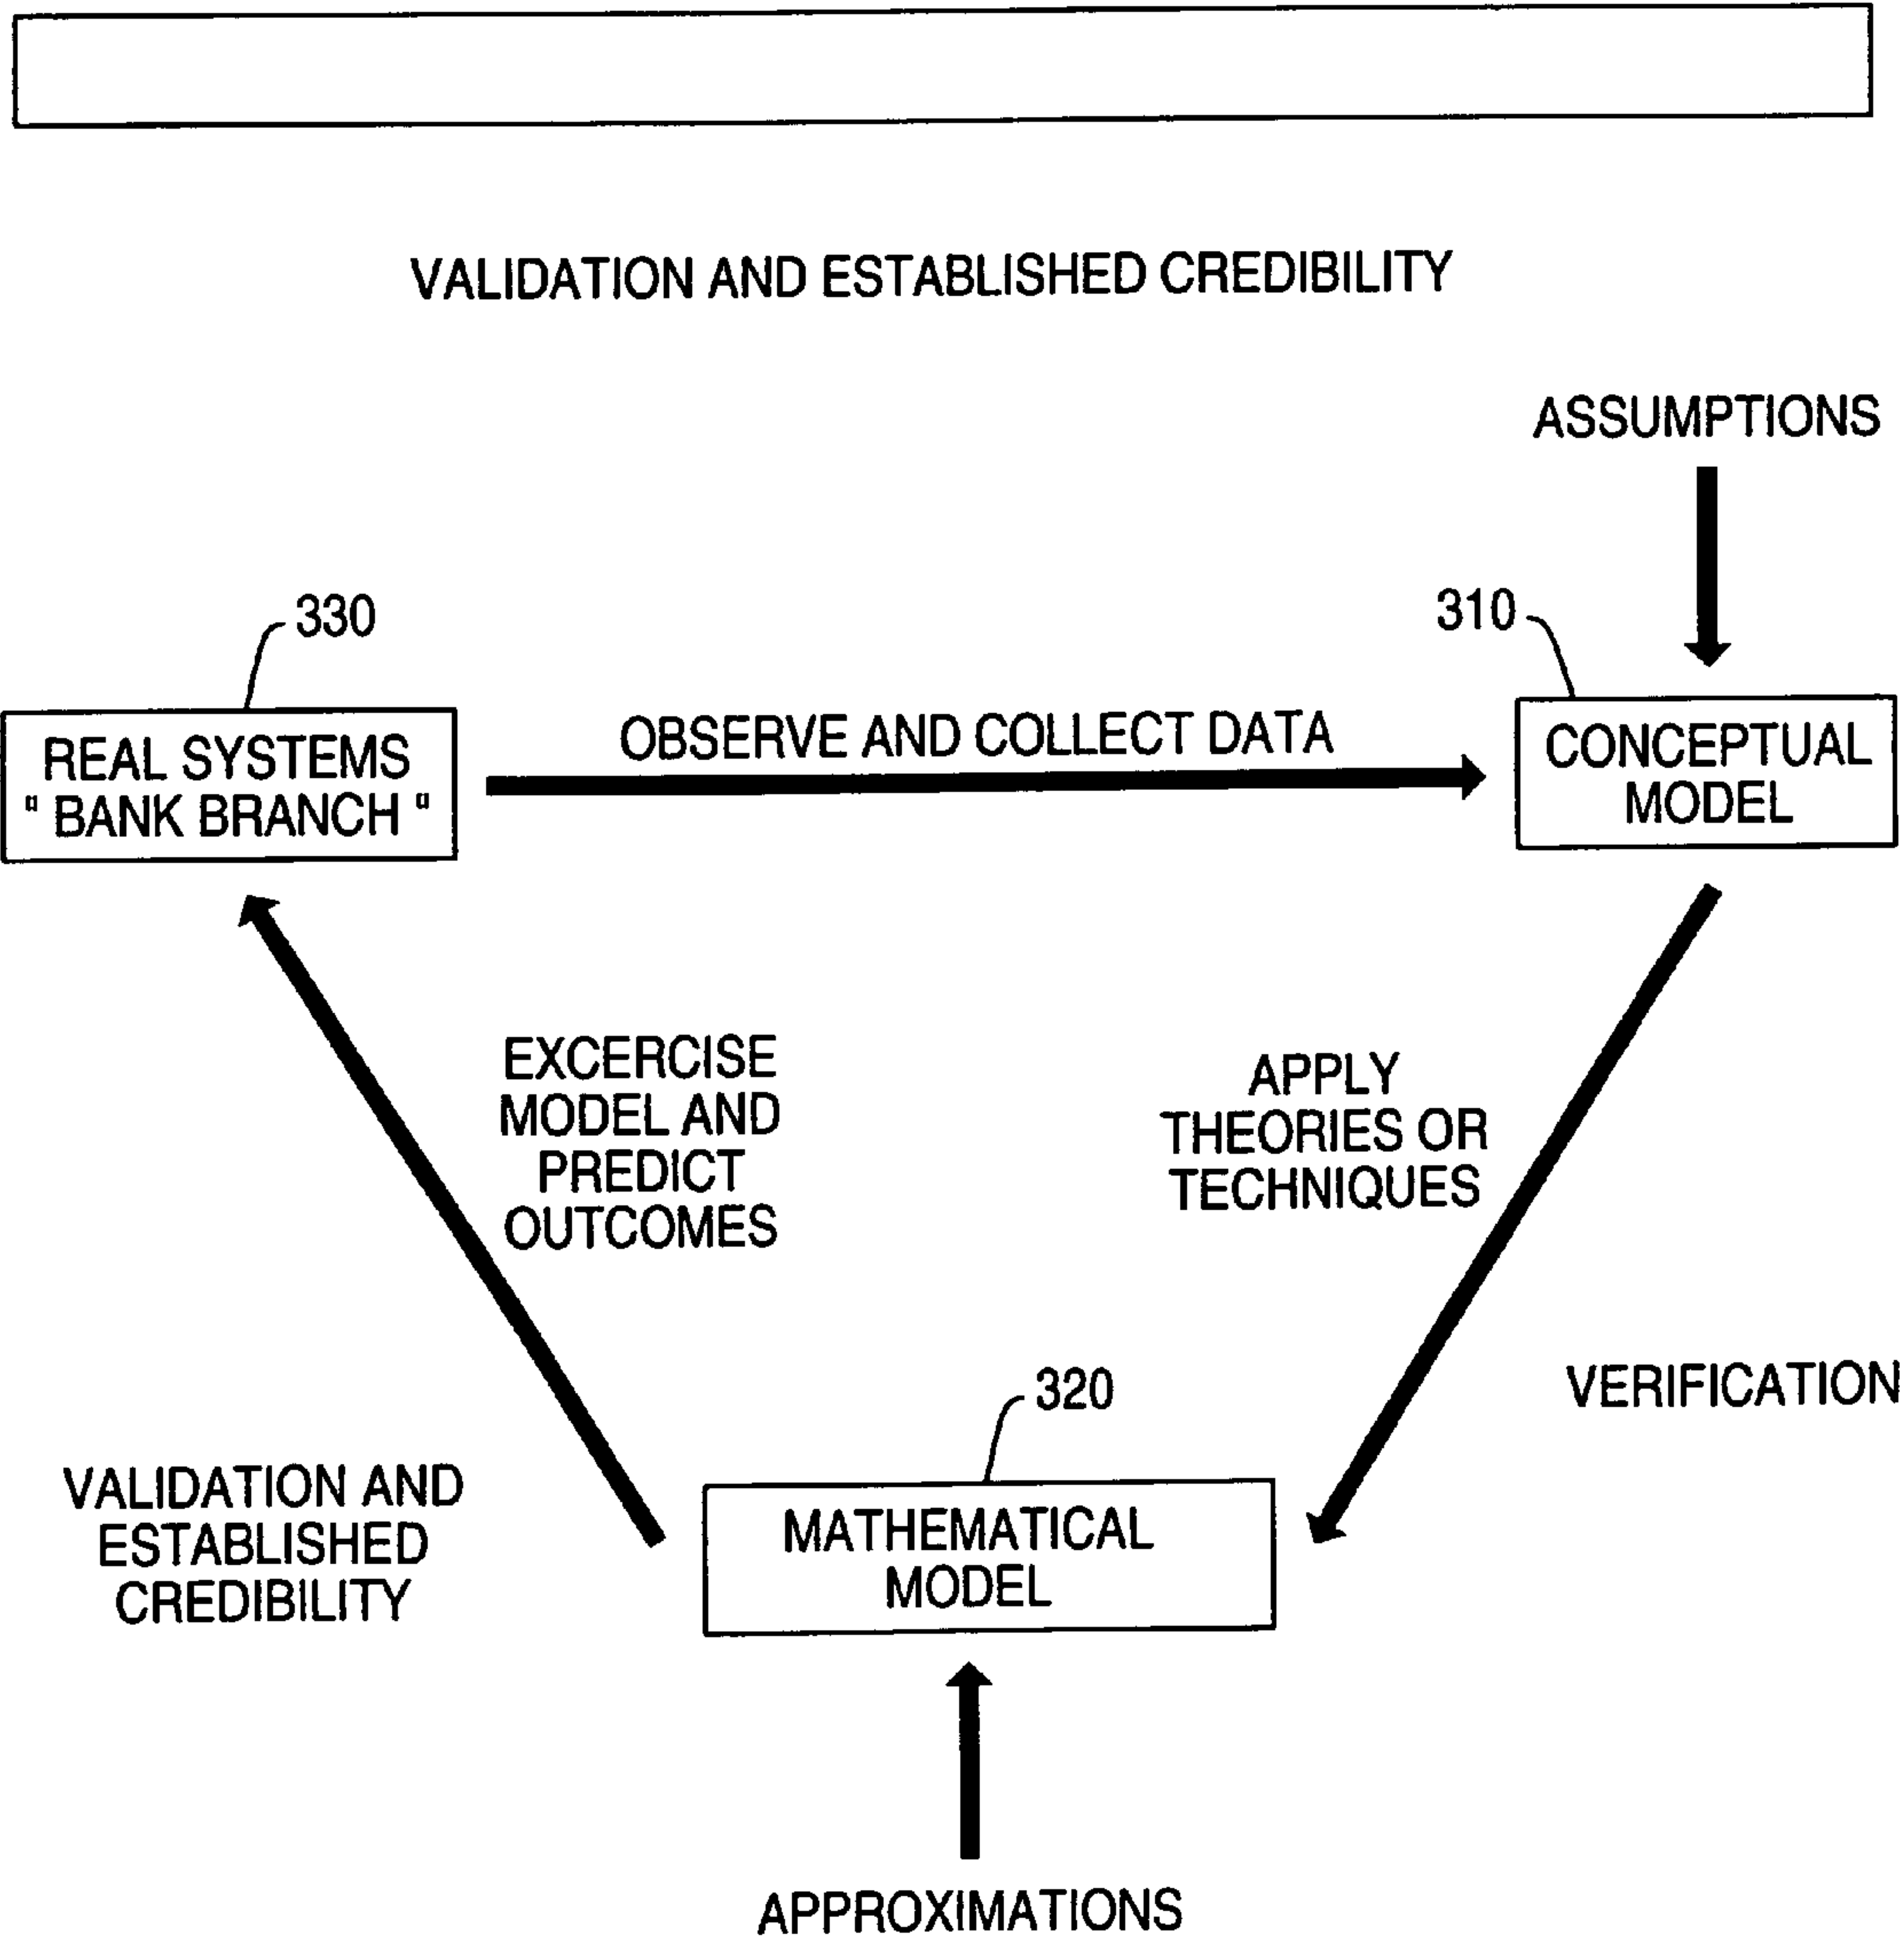 VALIDATION AND ESTABLISHED CREDIBILITY
ASSUMPTIONS
330
310
REAL SYSTEMS
" BANK BRANCH "
OBSERVE AND COLLECT DATA
CONCEPTUAL
MODEL
EXCERCISE
MODEL AND
PREDICT
OUTCOMES
APPLY
THEORIES OR
TECHNIQUES
320
VERIFICATION
VALIDATION AND
ESTABLISHED
CREDIBILITY
MATHEMATICAL
MODEL
APPROXIMATIONS